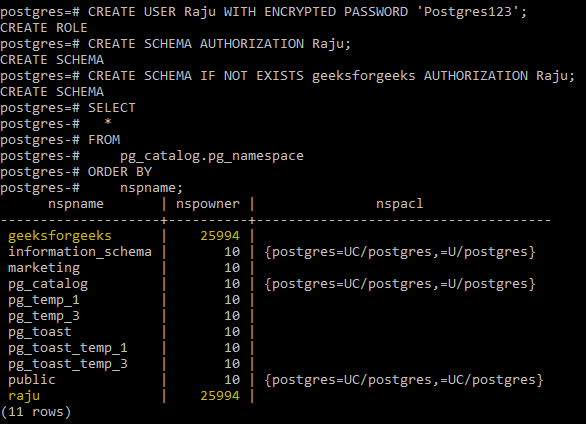 postgres=# CREATE USER Raju WITH ENCRYPTED PASSWORD 'Postgres123';
CREATE ROLE
postgres=# CREATE SCHEMA AUTHORIZATION Raju;
CREATE SCHEMA
postgres=# CREATE SCHEMA IF NOT EXISTS geeksforgeeks AUTHORIZATION Raju;
CREATE SCHEMA
postgres=# SELECT
postgres-#   *
postgres-# FROM
postgres-#     pg_catalog.pg_namespace
postgres-# ORDER BY
postgres-#     nspname;
      nspname       | nspowner |               nspacl
--------------------+----------+-------------------------------------
 geeksforgeeks      |    25994 |
 information_schema |       10 | {postgres=UC/postgres,=U/postgres}
 marketing          |       10 |
 pg_catalog         |       10 | {postgres=UC/postgres,=U/postgres}
 pg_temp_1          |       10 |
 pg_temp_3          |       10 |
 pg_toast           |       10 |
 pg_toast_temp_1    |       10 |
 pg_toast_temp_3    |       10 |
 public             |       10 | {postgres=UC/postgres,=UC/postgres}
 raju               |    25994 |
(11 rows)